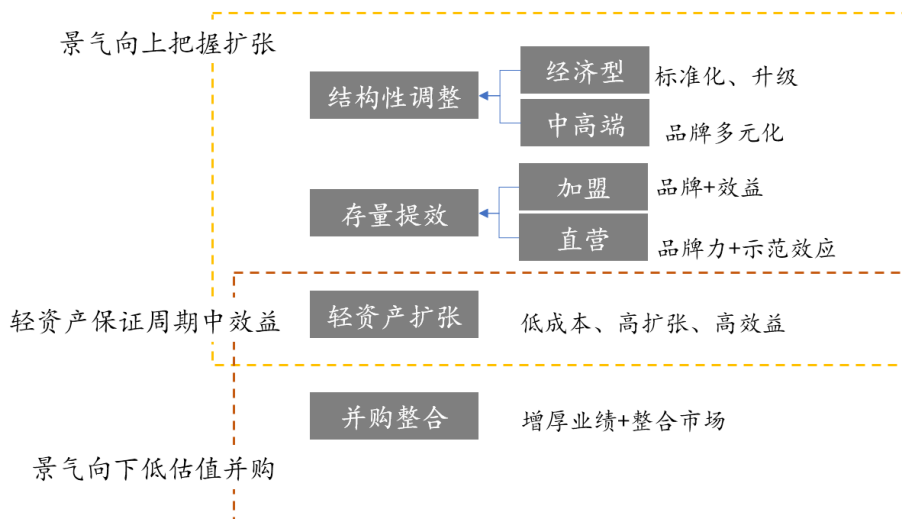 景气向上把握扩张
结构性调整
经济型
标准化、升级
中高端
品牌多元化
存量提效
加盟
品牌+效益
直营
品牌力+示范效应
轻资产保证周期中效益
轻资产扩张
低成本、高扩张、高效益
并购整合
增厚业绩+整合市场
景气向下低估值并购